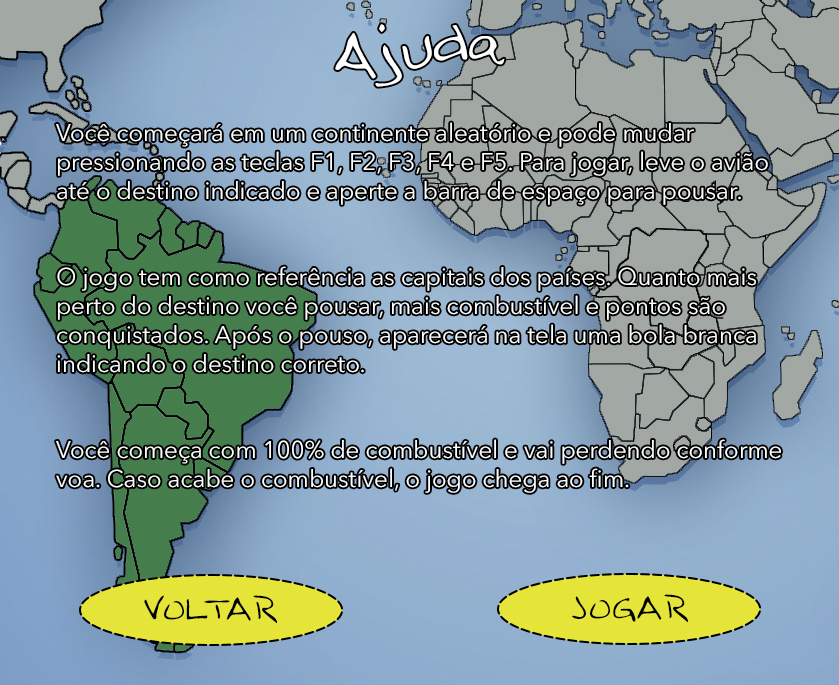 Ajuda
Você começará em um continente aleatório e pode mudar
pressionando as teclas F1, F2, F3, F4 e F5. Para jogar, leve o avião
até o destino indicado e aperte a barra de espaço para pousar.
O jogo tem como referência as capitais dos países. Quanto mais
perto do destino você pousar, mais combustível e pontos são
conquistados. Após o pouso, aparecerá na tela uma bola branca
indicando o destino correto.
Você começa com 100% de combustível e vai perdendo conforme
voa. Caso acabe o combustível, o jogo chega ao fim.
VOLTAR
JOGAR